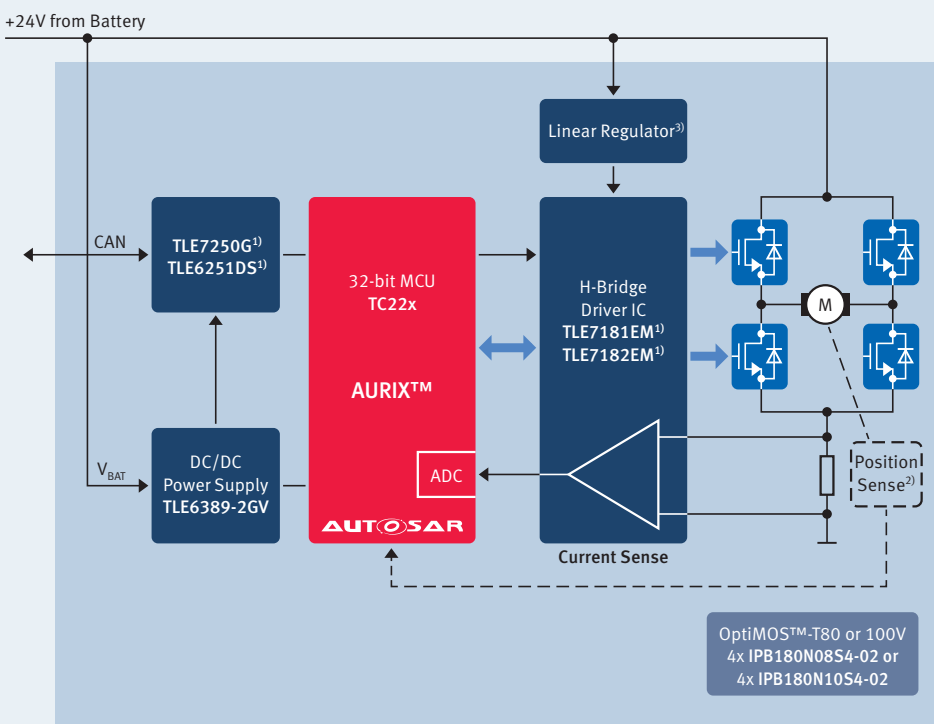 +24V from Battery
Linear Regulator3)
CAN
TLE7250G1)
TLE6251DS1)
32-bit MCU
TC22x
AURIX™
H-Bridge
Driver IC
TLE7181EM1)
TLE7182EM1)
M
VBAT
DC/DC
Power Supply
TLE6389-2GV
ADC
AUTOSAR
Position
Sense2)
Current Sense
OptiMOS™-T80 or 100V
4x IPB180N08S4-02 or
4x IPB180N10S4-02